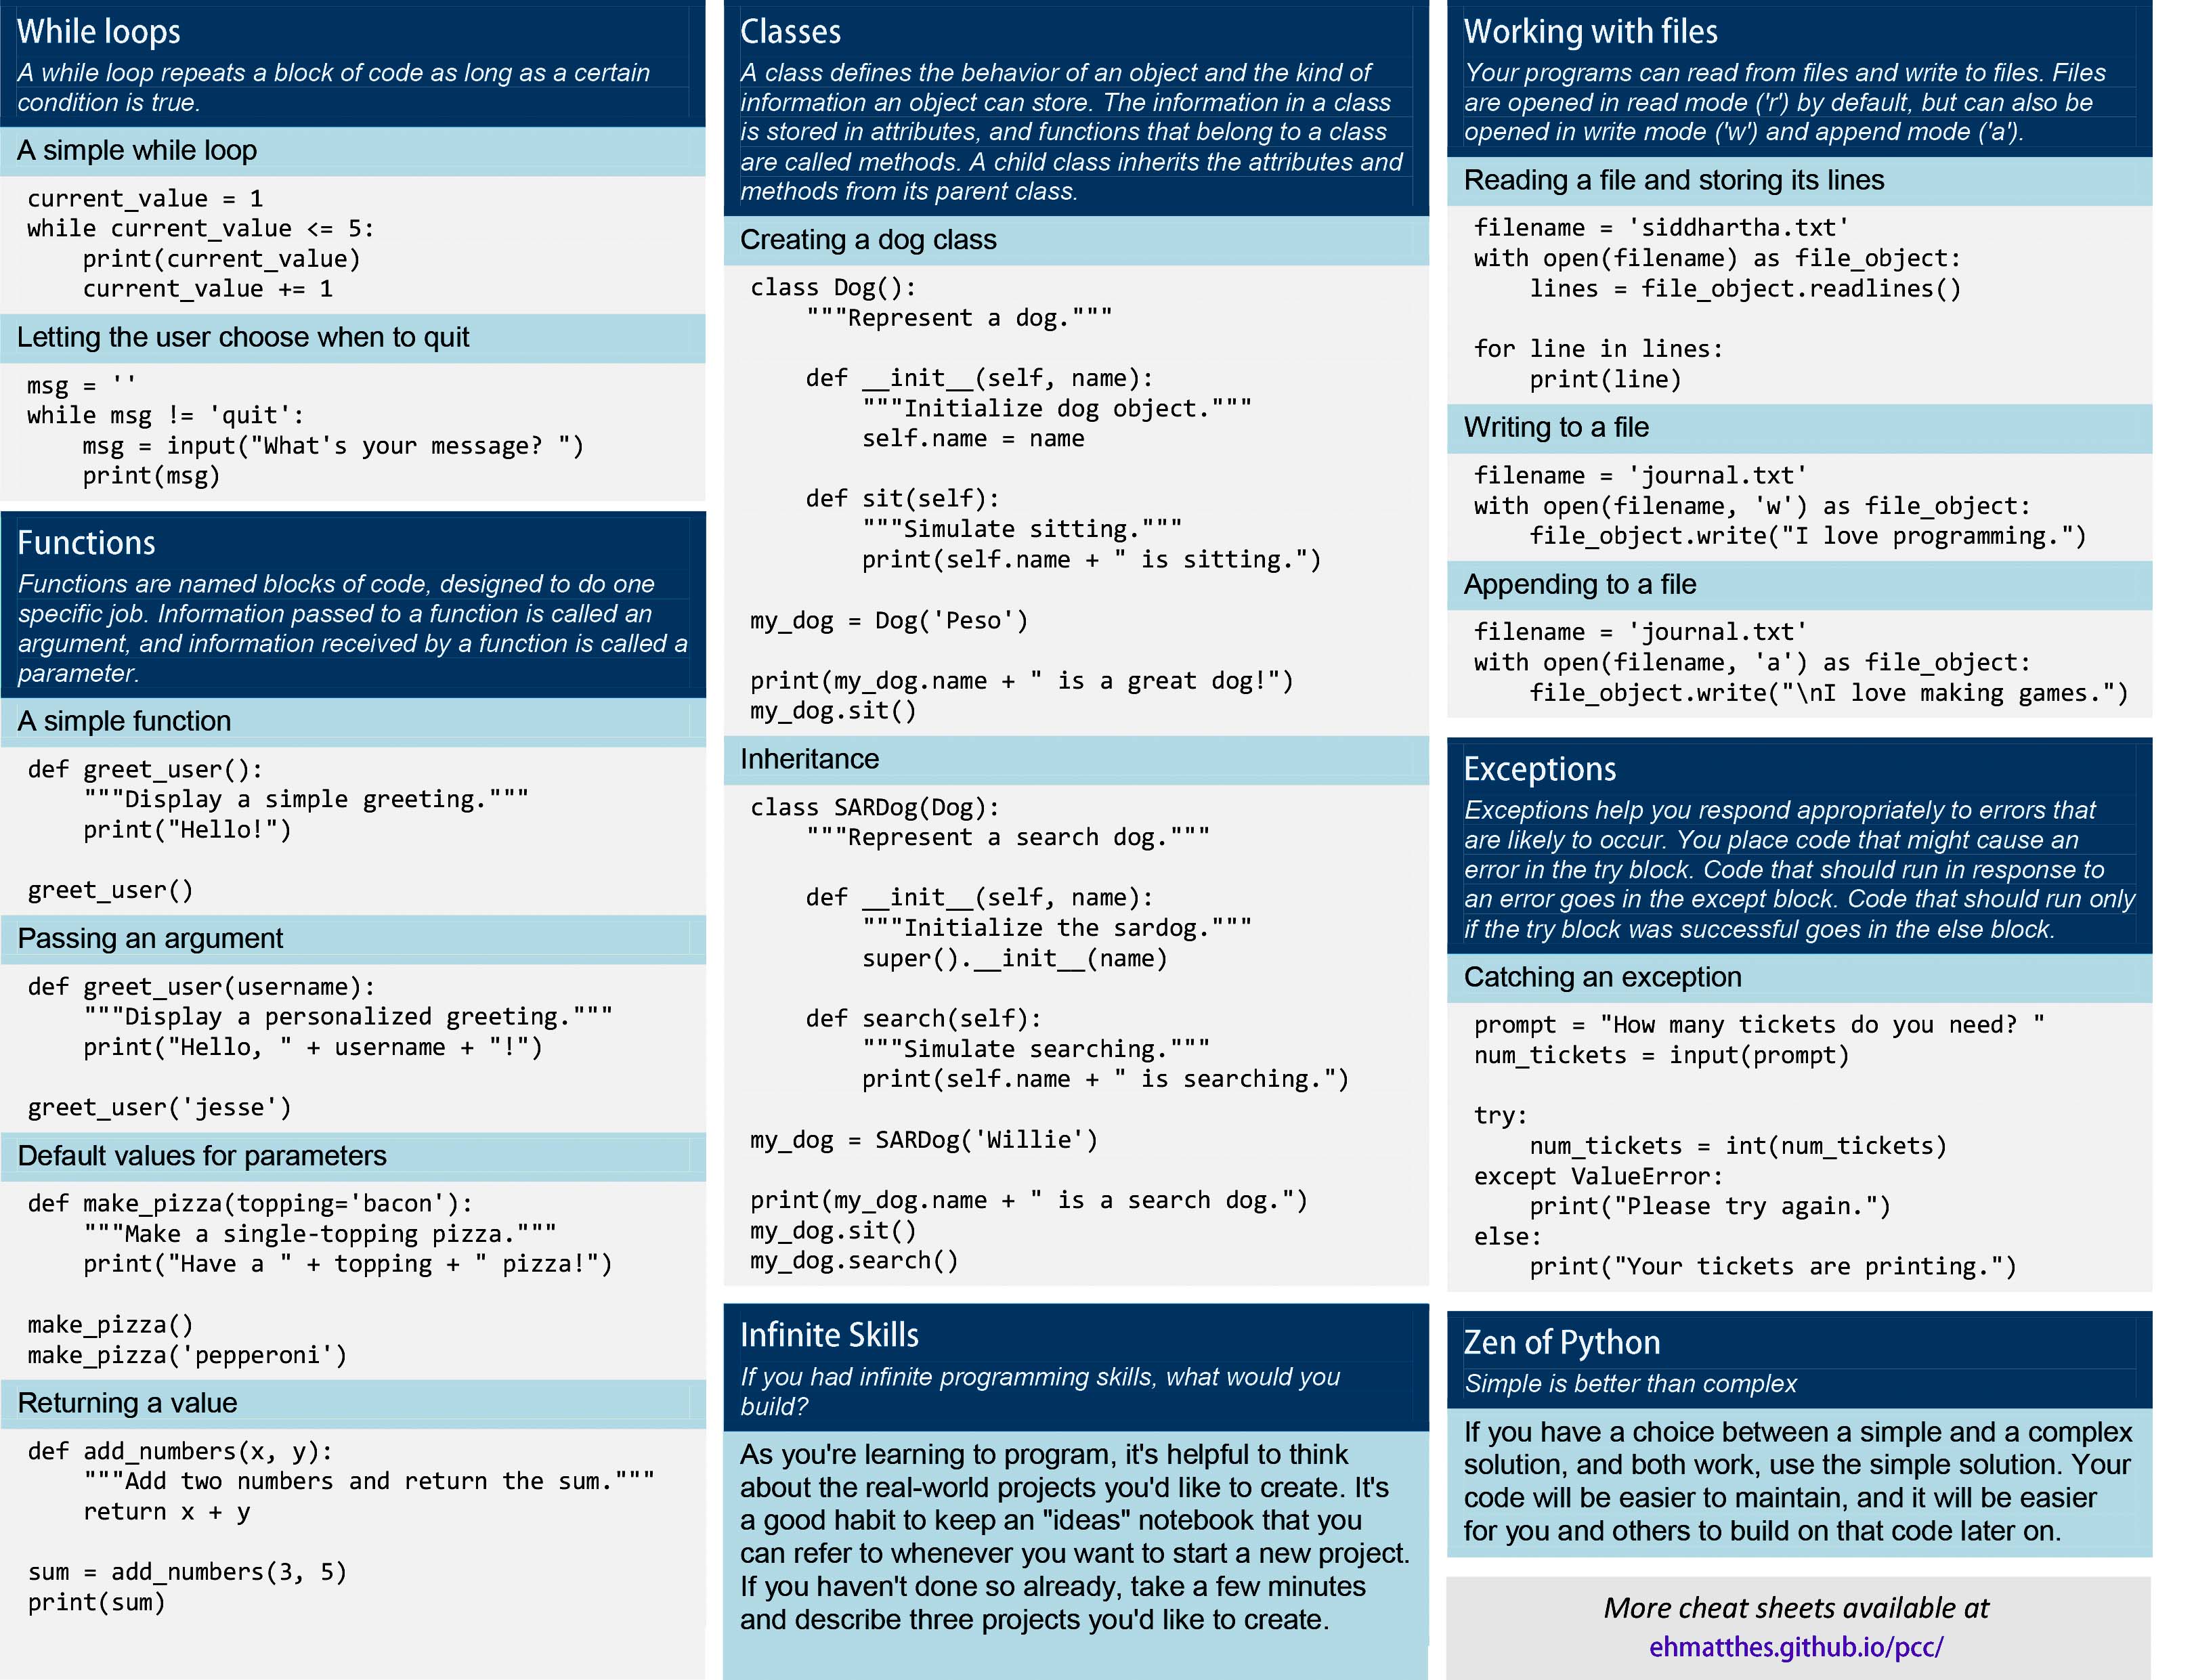 While loops
A while loop repeats a block of code as long as a certain
condition is true.
A simple while loop
current_value = 1
while current_value <= 5:
    print(current_value)
    current_value += 1
Letting the user choose when to quit
msg = ''
while msg != 'quit':
    msg = input("What's your message? ")
    print(msg)
Functions
Functions are named blocks of code, designed to do one
specific job. Information passed to a function is called an
argument, and information received by a function is called a
parameter.
A simple function
def greet_user():
    """Display a simple greeting."""
    print("Hello!")

greet_user()
Passing an argument
def greet_user(username):
    """Display a personalized greeting."""
    print("Hello, " + username + "!")

greet_user('jesse')
Default values for parameters
def make_pizza(topping='bacon'):
    """Make a single-topping pizza."""
    print("Have a " + topping + " pizza!")

make_pizza()
make_pizza('pepperoni')
Returning a value
def add_numbers(x, y):
    """Add two numbers and return the sum."""
    return x + y

sum = add_numbers(3, 5)
print(sum)
Classes
A class defines the behavior of an object and the kind of
information an object can store. The information in a class
is stored in attributes, and functions that belong to a class
are called methods. A child class inherits the attributes and
methods from its parent class.
Creating a dog class
class Dog():
    """Represent a dog."""

    def __init__(self, name):
        """Initialize dog object."""
        self.name = name

    def sit(self):
        """Simulate sitting."""
        print(self.name + " is sitting.")

my_dog = Dog('Peso')

print(my_dog.name + " is a great dog!")
my_dog.sit()
Inheritance
class SARDog(Dog):
    """Represent a search dog."""

    def __init__(self, name):
        """Initialize the sardog."""
        super().__init__(name)

    def search(self):
        """Simulate searching."""
        print(self.name + " is searching.")

my_dog = SARDog('Willie')

print(my_dog.name + " is a search dog.")
my_dog.sit()
my_dog.search()
Infinite Skills
If you had infinite programming skills, what would you
build?
As you're learning to program, it's helpful to think
about the real-world projects you'd like to create. It's
a good habit to keep an "ideas" notebook that you
can refer to whenever you want to start a new project.
If you haven't done so already, take a few minutes
and describe three projects you'd like to create.
Working with files
Your programs can read from files and write to files. Files
are opened in read mode ('r') by default, but can also be
opened in write mode ('w') and append mode ('a').
Reading a file and storing its lines
filename = 'siddhartha.txt'
with open(filename) as file_object:
    lines = file_object.readlines()

for line in lines:
    print(line)
Writing to a file
filename = 'journal.txt'
with open(filename, 'w') as file_object:
    file_object.write("I love programming.")
Appending to a file
filename = 'journal.txt'
with open(filename, 'a') as file_object:
    file_object.write("\nI love making games.")
Exceptions
Exceptions help you respond appropriately to errors that
are likely to occur. You place code that might cause an
error in the try block. Code that should run in response to
an error goes in the except block. Code that should run only
if the try block was successful goes in the else block.
Catching an exception
prompt = "How many tickets do you need? "
num_tickets = input(prompt)

try:
    num_tickets = int(num_tickets)
except ValueError:
    print("Please try again.")
else:
    print("Your tickets are printing.")
Zen of Python
Simple is better than complex
If you have a choice between a simple and a complex
solution, and both work, use the simple solution. Your
code will be easier to maintain, and it will be easier
for you and others to build on that code later on.
More cheat sheets available at
ehmatthes.github.io/pcc/